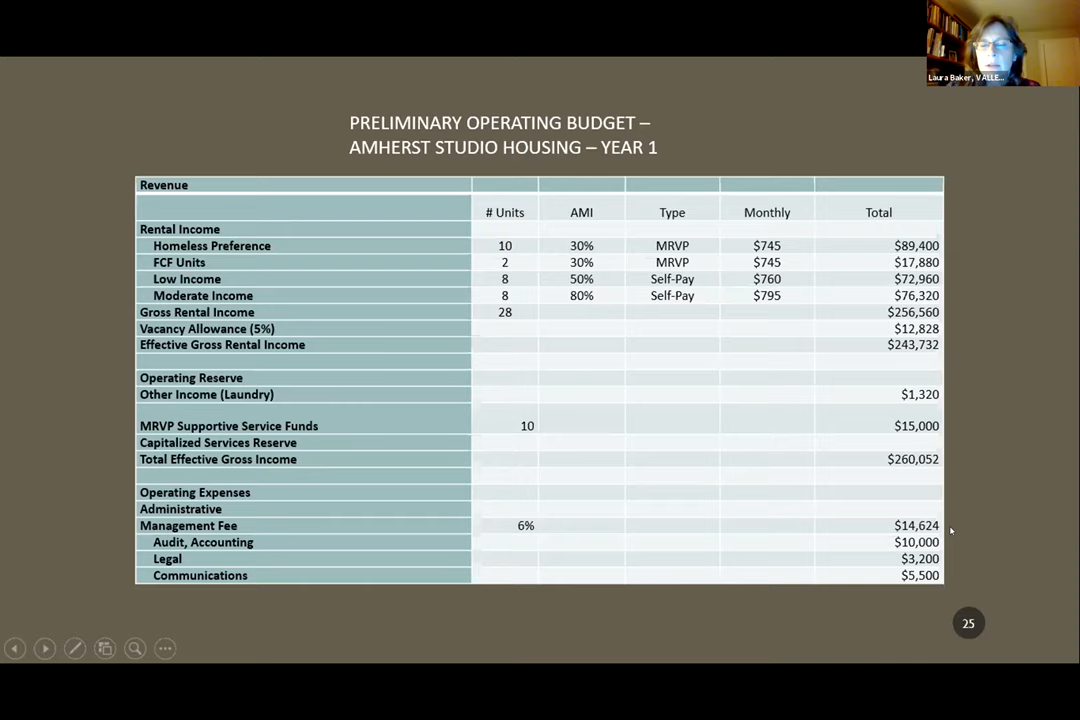 Laura Baker, VALLE...
PRELIMINARY OPERATING BUDGET –
AMHERST STUDIO HOUSING – YEAR 1
Revenue
# Units AMI Type Monthly Total
Rental Income
Homeless Preference 10 30% MRVP $745 $89,400
FCF Units 2 30% MRVP $745 $17,880
Low Income 8 50% Self-Pay $760 $72,960
Moderate Income 8 80% Self-Pay $795 $76,320
Gross Rental Income 28 $256,560
Vacancy Allowance (5%) $12,828
Effective Gross Rental Income $243,732
Operating Reserve
Other Income (Laundry) $1,320
MRVP Supportive Service Funds 10 $15,000
Capitalized Services Reserve
Total Effective Gross Income $260,052
Operating Expenses
Administrative
Management Fee 6% $14,624
Audit, Accounting $10,000
Legal $3,200
Communications $5,500
25